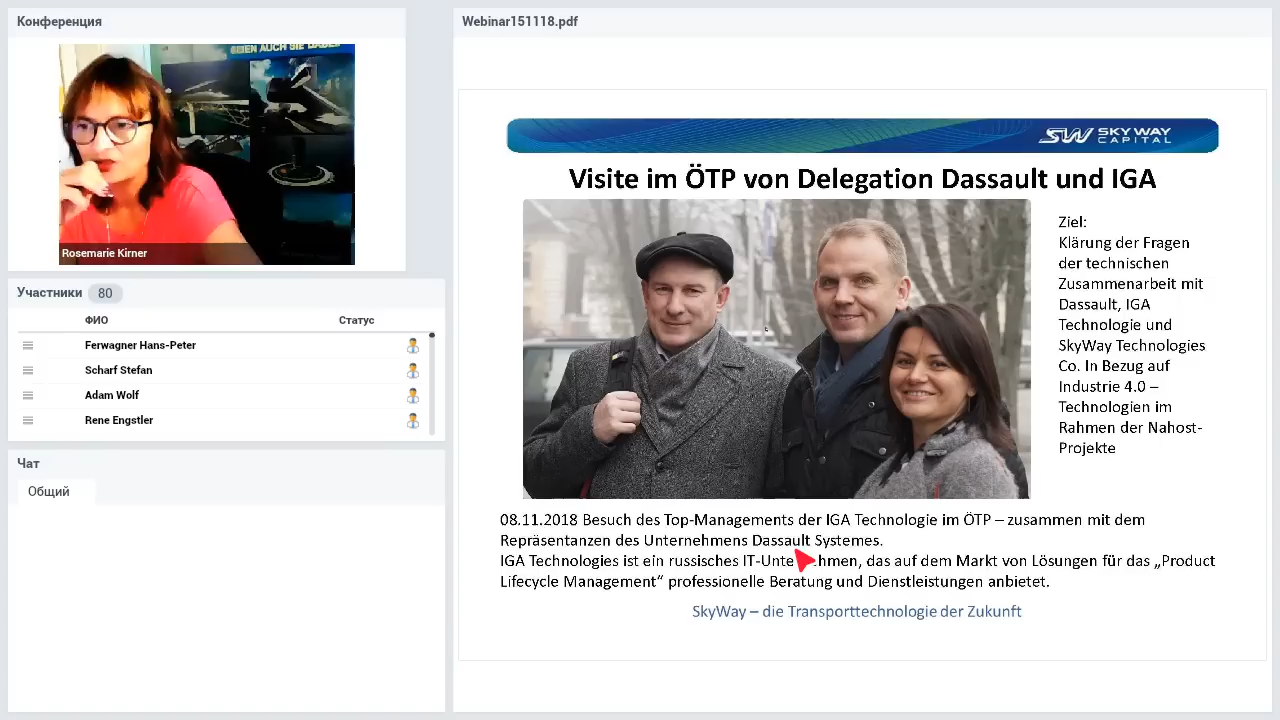 Конференция
Rosemarie Kirner
Участники 80
ФИО Статус
Ferwagner Hans-Peter
Scharf Stefan
Adam Wolf
Rene Engstler
Чат
Общий
Webinar151118.pdf
SW SKY WAY
CAPITAL
Visite im ÖTP von Delegation Dassault und IGA
Ziel:
Klärung der Fragen
der technischen
Zusammenarbeit mit
Dassault, IGA
Technologie und
SkyWay Technologies
Co. In Bezug auf
Industrie 4.0 –
Technologien im
Rahmen der Nahost-
Projekte
08.11.2018 Besuch des Top-Managements der IGA Technologie im ÖTP – zusammen mit dem
Repräsentanzen des Unternehmens Dassault Systemes.
IGA Technologies ist ein russisches IT-Unte hmen, das auf dem Markt von Lösungen für das „Product
Lifecycle Management“ professionelle Beratung und Dienstleistungen anbietet.
SkyWay – die Transporttechnologie der Zukunft